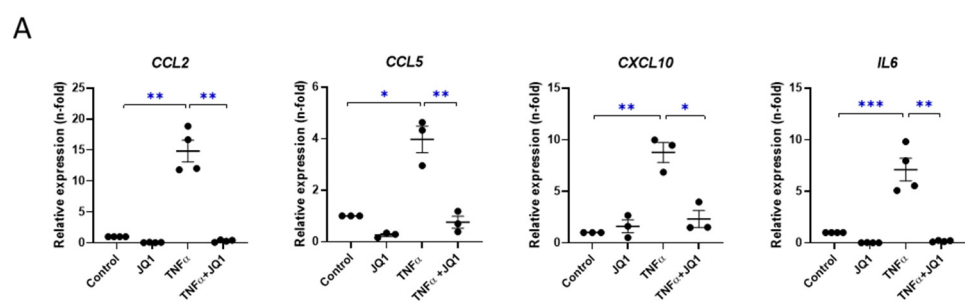 A
CCL2
Relative expression (n-fold)
25
20
15
10
5
0
** **
Control
JQ1
TNFα
TNFα+JQ1
CCL5
Relative expression (n-fold)
6
4
2
0
* **
Control
JQ1
TNFα
TNFα+JQ1
CXCL10
Relative expression (n-fold)
15
10
5
0
** *
Control
JQ1
TNFα
TNFα+JQ1
IL6
Relative expression (n-fold)
15
10
5
0
*** **
Control
JQ1
TNFα
TNFα+JQ1